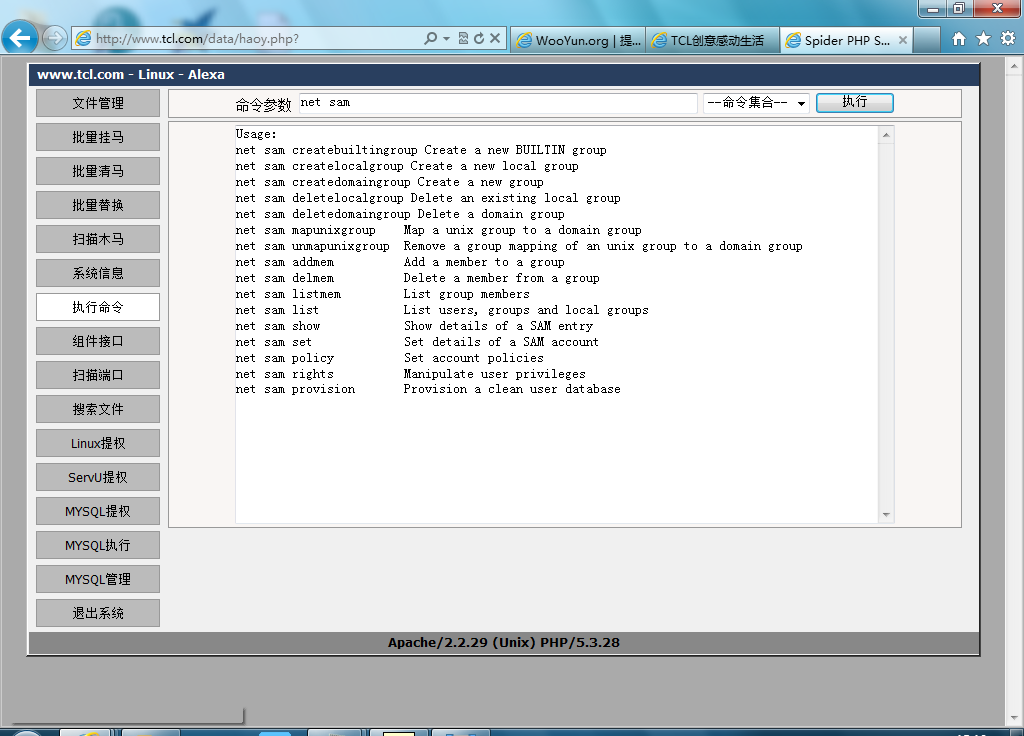 http://www.tcl.com/data/haoy.php?
WooYun.org | 提...
TCL创意感动生活
Spider PHP S...
www.tcl.com - Linux - Alexa
文件管理
批量挂马
批量清马
批量替换
扫描木马
系统信息
执行命令
组件接口
扫描端口
搜索文件
Linux提权
ServU提权
MYSQL提权
MYSQL执行
MYSQL管理
退出系统
命令参数 net sam --命令集合-- 执行
Usage:
net sam createbuiltingroup Create a new BUILTIN group
net sam createlocalgroup Create a new local group
net sam createdomaingroup Create a new group
net sam deletelocalgroup Delete an existing local group
net sam deletedomaingroup Delete a domain group
net sam mapunixgroup Map a unix group to a domain group
net sam unmapunixgroup Remove a group mapping of an unix group to a domain group
net sam addmem Add a member to a group
net sam delmem Delete a member from a group
net sam listmem List group members
net sam list List users, groups and local groups
net sam show Show details of a SAM entry
net sam set Set details of a SAM account
net sam policy Set account policies
net sam rights Manipulate user privileges
net sam provision Provision a clean user database
Apache/2.2.29 (Unix) PHP/5.3.28